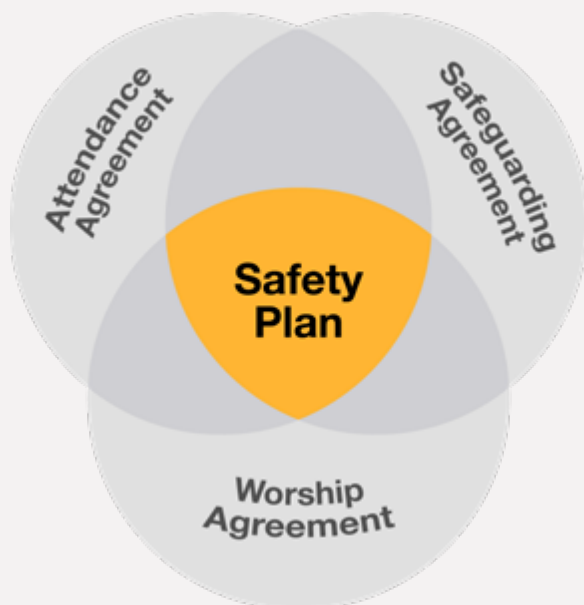 Attendance
Agreement
Safeguarding
Agreement
Safety
Plan
Worship
Agreement